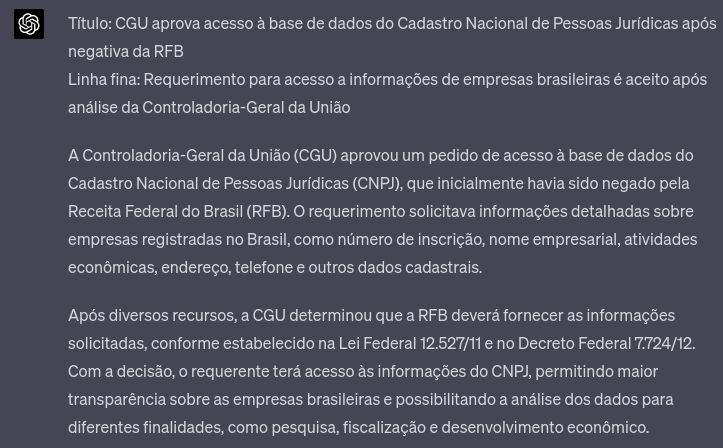 Título: CGU aprova acesso à base de dados do Cadastro Nacional de Pessoas Jurídicas após
negativa da RFB
Linha fina: Requerimento para acesso a informações de empresas brasileiras é aceito após
análise da Controladoria-Geral da União
A Controladoria-Geral da União (CGU) aprovou um pedido de acesso à base de dados do
Cadastro Nacional de Pessoas Jurídicas (CNPJ), que inicialmente havia sido negado pela
Receita Federal do Brasil (RFB). O requerimento solicitava informações detalhadas sobre
empresas registradas no Brasil, como número de inscrição, nome empresarial, atividades
econômicas, endereço, telefone e outros dados cadastrais.
Após diversos recursos, a CGU determinou que a RFB deverá fornecer as informações
solicitadas, conforme estabelecido na Lei Federal 12.527/11 e no Decreto Federal 7.724/12.
Com a decisão, o requerente terá acesso às informações do CNPJ, permitindo maior
transparência sobre as empresas brasileiras e possibilitando a análise dos dados para
diferentes finalidades, como pesquisa, fiscalização e desenvolvimento econômico.